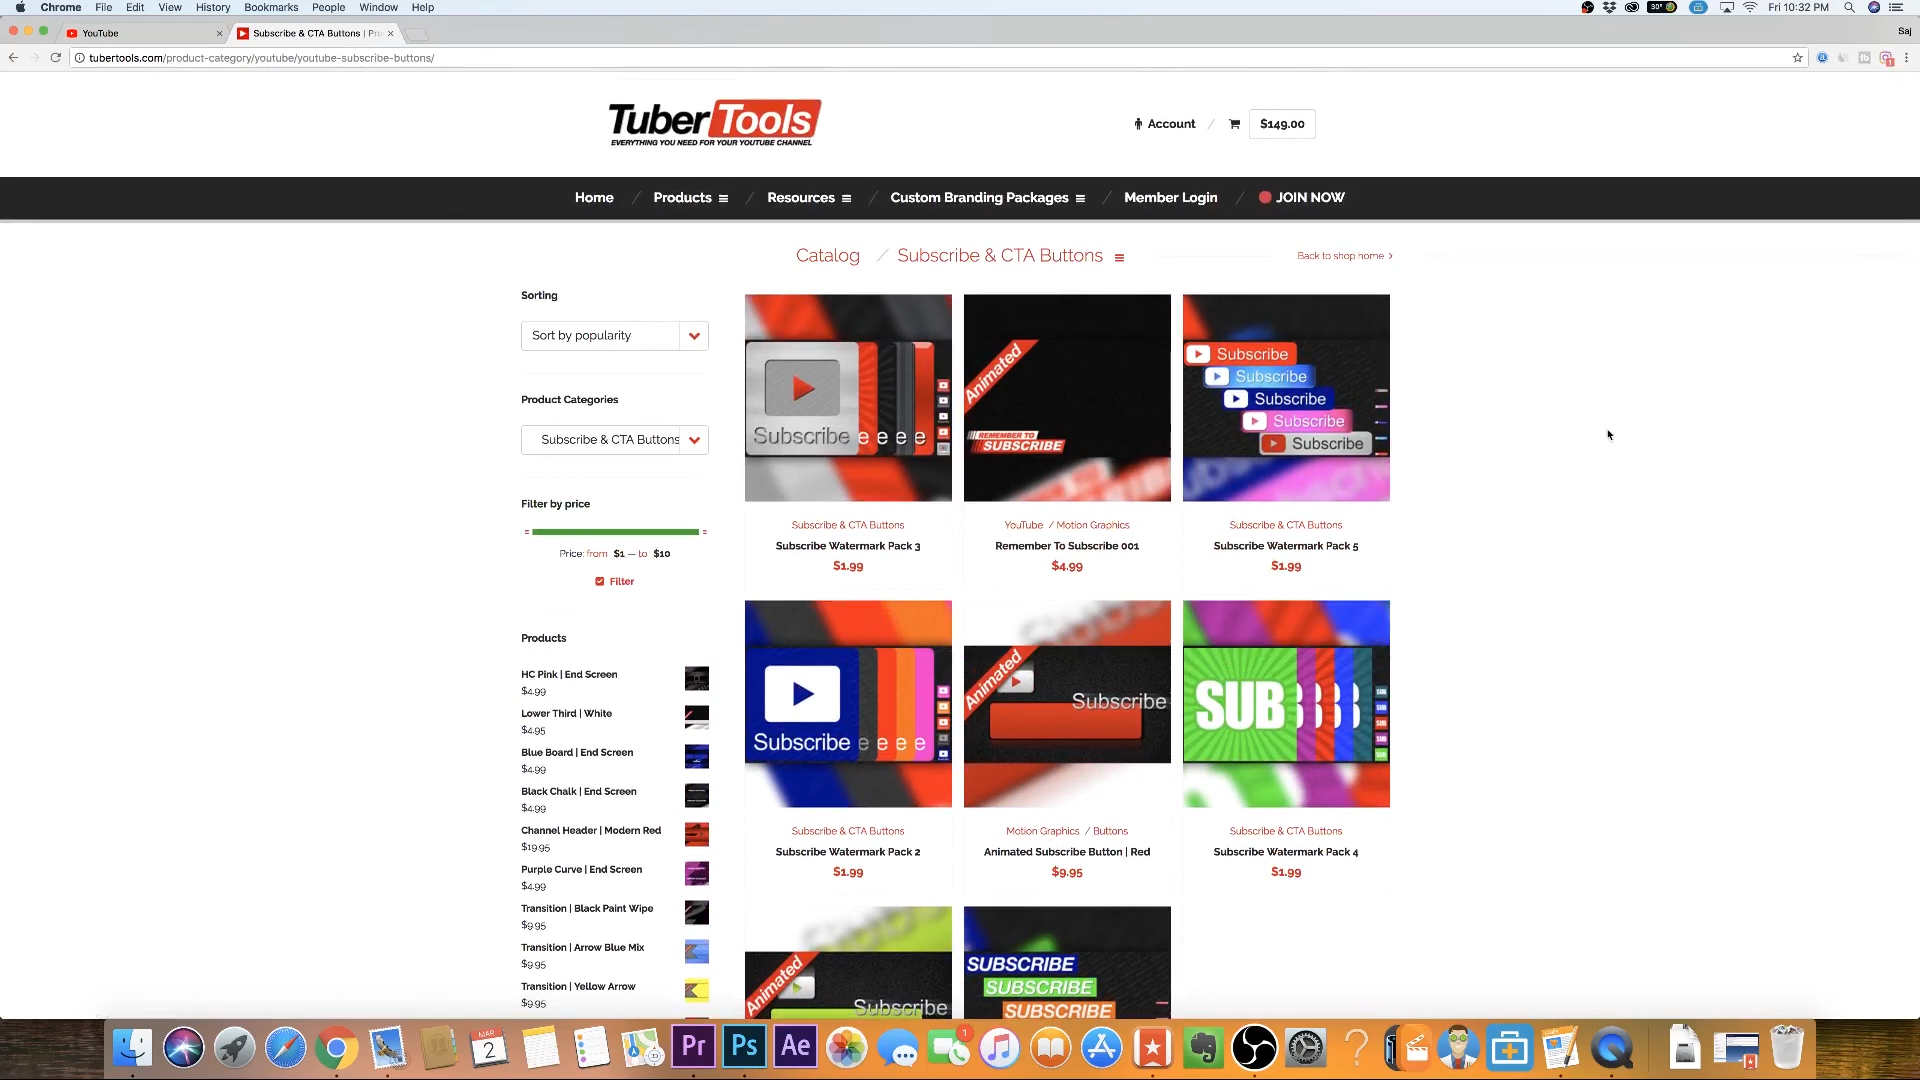 Chrome File Edit View History Bookmarks People Window Help
30° Fri 10:32 PM
YouTube
Subscribe & CTA Buttons | Pro
Saj
tubertools.com/product-category/youtube/youtube-subscribe-buttons/
TuberTools
EVERYTHING YOU NEED FOR YOUR YOUTUBE CHANNEL
Account / $149.00
Home / Products / Resources / Custom Branding Packages / Member Login / JOIN NOW
Catalog / Subscribe & CTA Buttons
Back to shop home >
Sorting
Sort by popularity
Product Categories
Subscribe & CTA Buttons
Filter by price
Price: from $1 — to $10
Filter
Products
HC Pink | End Screen
$4.99
Lower Third | White
$4.95
Blue Board | End Screen
$4.99
Black Chalk | End Screen
$4.99
Channel Header | Modern Red
$19.95
Purple Curve | End Screen
$4.99
Transition | Black Paint Wipe
$9.95
Transition | Arrow Blue Mix
$9.95
Transition | Yellow Arrow
$9.95
Subscribe e e e e
Subscribe & CTA Buttons
Subscribe Watermark Pack 3
$1.99
Animated
REMEMBER TO
SUBSCRIBE
YouTube / Motion Graphics
Remember To Subscribe 001
$4.99
Subscribe
Subscribe
Subscribe
Subscribe
Subscribe
Subscribe & CTA Buttons
Subscribe Watermark Pack 5
$1.99
Subscribe e e e e
Subscribe & CTA Buttons
Subscribe Watermark Pack 2
$1.99
Animated
Subscribe
Motion Graphics / Buttons
Animated Subscribe Button | Red
$9.95
SUB
Subscribe & CTA Buttons
Subscribe Watermark Pack 4
$1.99
Animated
Subscribe
SUBSCRIBE
SUBSCRIBE
SUBSCRIBE
MAR
2
Pr Ps Ae
1